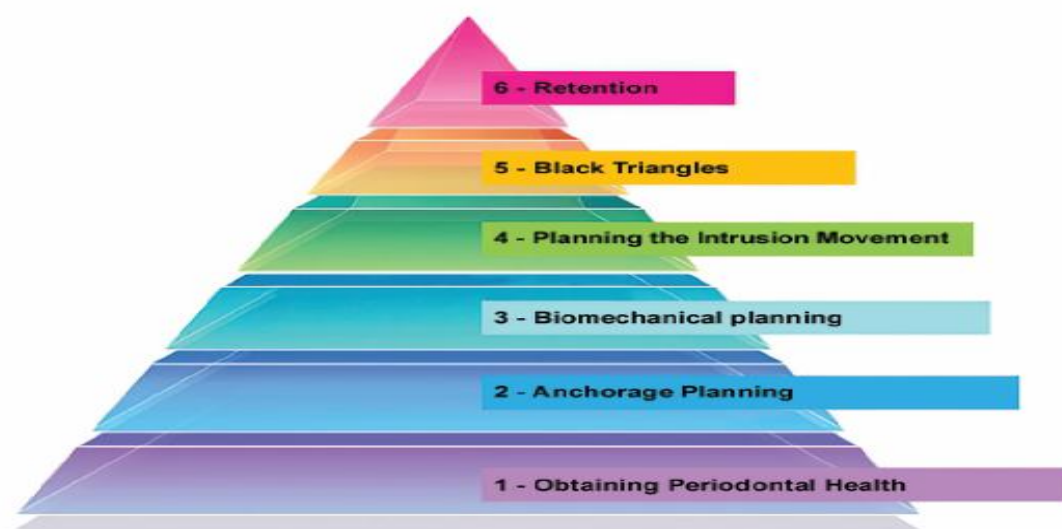 6 - Retention
5 - Black Triangles
4 - Planning the Intrusion Movement
3 - Biomechanical planning
2 - Anchorage Planning
1 - Obtaining Periodontal Health